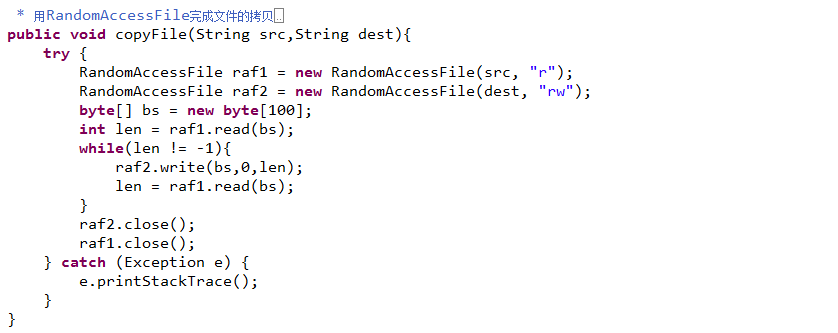 * 用RandomAccessFile完成文件的拷贝..
public void copyFile(String src,String dest){
    try {
        RandomAccessFile raf1 = new RandomAccessFile(src, "r");
        RandomAccessFile raf2 = new RandomAccessFile(dest, "rw");
        byte[] bs = new byte[100];
        int len = raf1.read(bs);
        while(len != -1){
            raf2.write(bs,0,len);
            len = raf1.read(bs);
        }
        raf2.close();
        raf1.close();
    } catch (Exception e) {
        e.printStackTrace();
    }
}